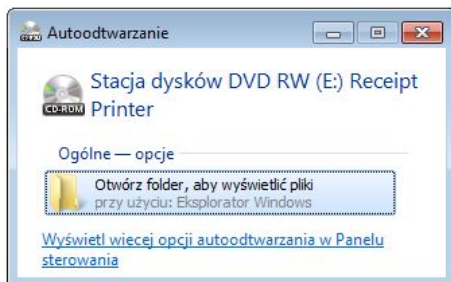 Autoodtwarzanie
Stacja dysków DVD RW (E:) Receipt
Printer
CD-ROM
Ogólne — opcje
Otwórz folder, aby wyświetlić pliki
przy użyciu: Eksplorator Windows
Wyświetl wiecej opcji autoodtwarzania w Panelu
sterowania